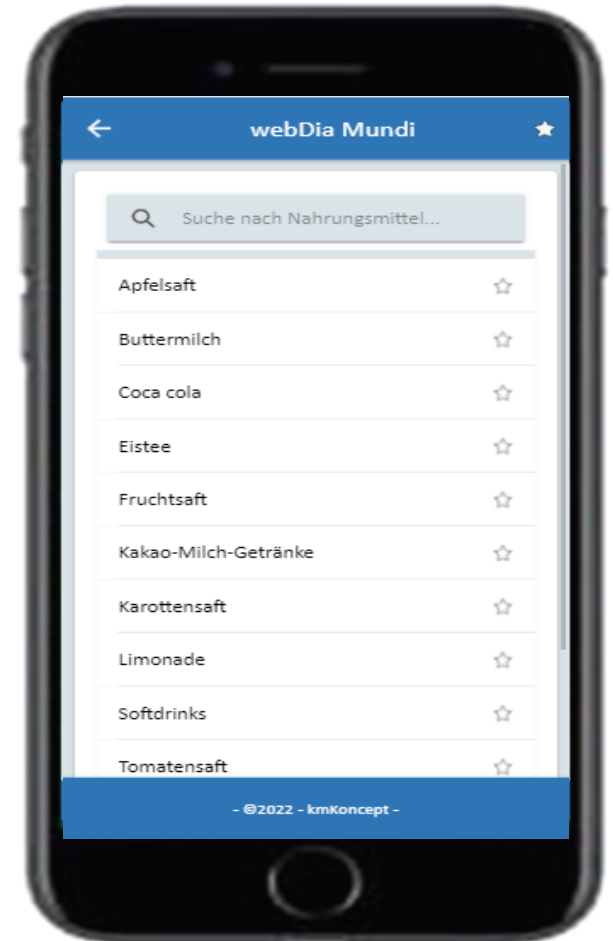 webDia Mundi
Suche nach Nahrungsmittel...
Apfelsaft
Buttermilch
Coca cola
Eistee
Fruchtsaft
Kakao-Milch-Getränke
Karottensaft
Limonade
Softdrinks
Tomatensaft
- ©2022 - kmKoncept -